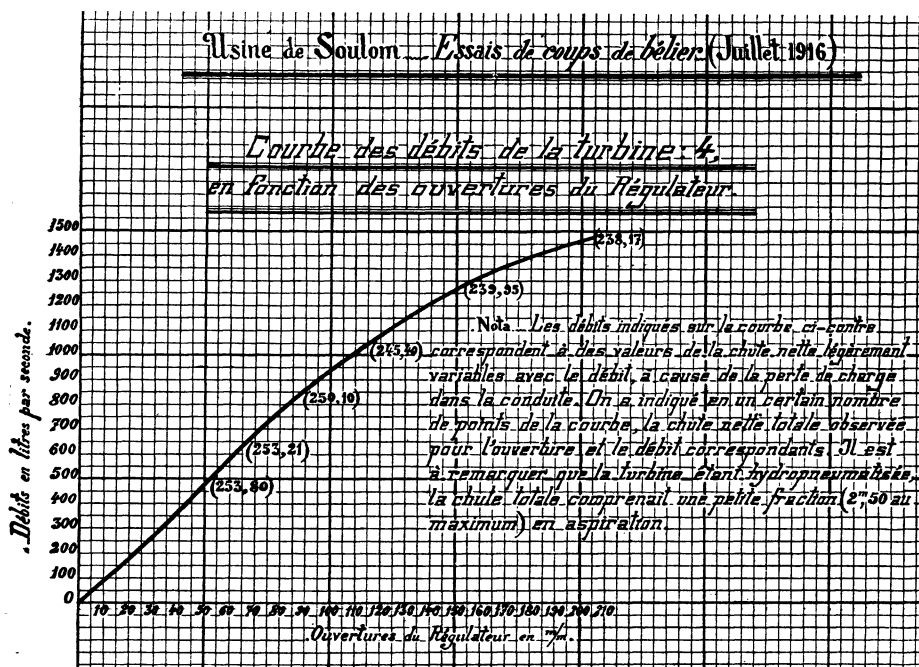 Usine de Soulom _ Essais de coups de bélier (Juillet 1916)
Courbe des débits de la turbine: 4,
en fonction des ouvertures du Régulateur.
1500
1400
1300
1200
1100
1000
900
800
700
600
500
400
300
200
100
0
Débits en litres par seconde.
(238,17)
(239,95)
(245,40)
(250,10)
(253,21)
(253,80)
Nota _ Les débits indiqués sur la courbe ci-contre
correspondent à des valeurs de la chute nette légèrement
variables avec le débit, à cause de la perte de charge
dans la conduite. On a indiqué en un certain nombre
de points de la courbe, la chute nette totale observée
pour l'ouverture et le débit correspondants. Il est
à remarquer que la turbine étant hydropneumatisée,
la chute totale comprenait une petite fraction (2m,50 au
maximum) en aspiration.
10 20 30 40 50 60 70 80 90 100 110 120 130 140 150 160 170 180 190 200 210
Ouvertures du Régulateur en m/m.